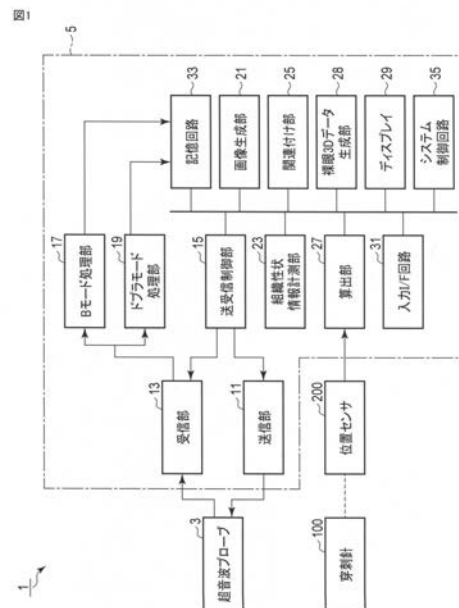 図1
1
5
超音波プローブ
3
穿刺針
100
受信部
13
送信部
11
位置センサ
200
Bモード処理部
17
ドプラモード
処理部
19
送受信制御部
15
組織性状
情報計測部
23
算出部
27
入力I/F回路
31
記憶回路
33
画像生成部
21
関連付け部
25
裸眼3Dデータ
生成部
28
ディスプレイ
29
システム
制御回路
35